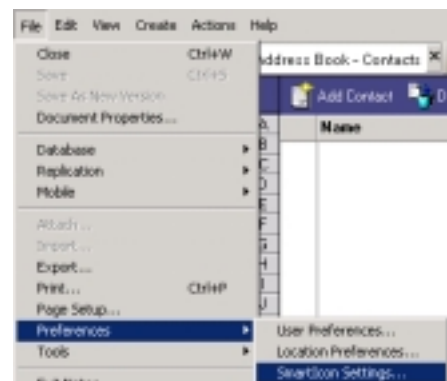 File Edit View Create Actions Help
Close Ctrl+W
Save Ctrl+S
Save As New Version
Document Properties...
Database
Replication
Mobile
Attach...
Import...
Export...
Print... Ctrl+P
Page Setup...
Preferences
Tools
Exit Notes
ddress Book - Contacts
Add Contact D
Name
A
B
C
D
E
F
G
H
I
J
User Preferences...
Location Preferences...
SmartIcon Settings...